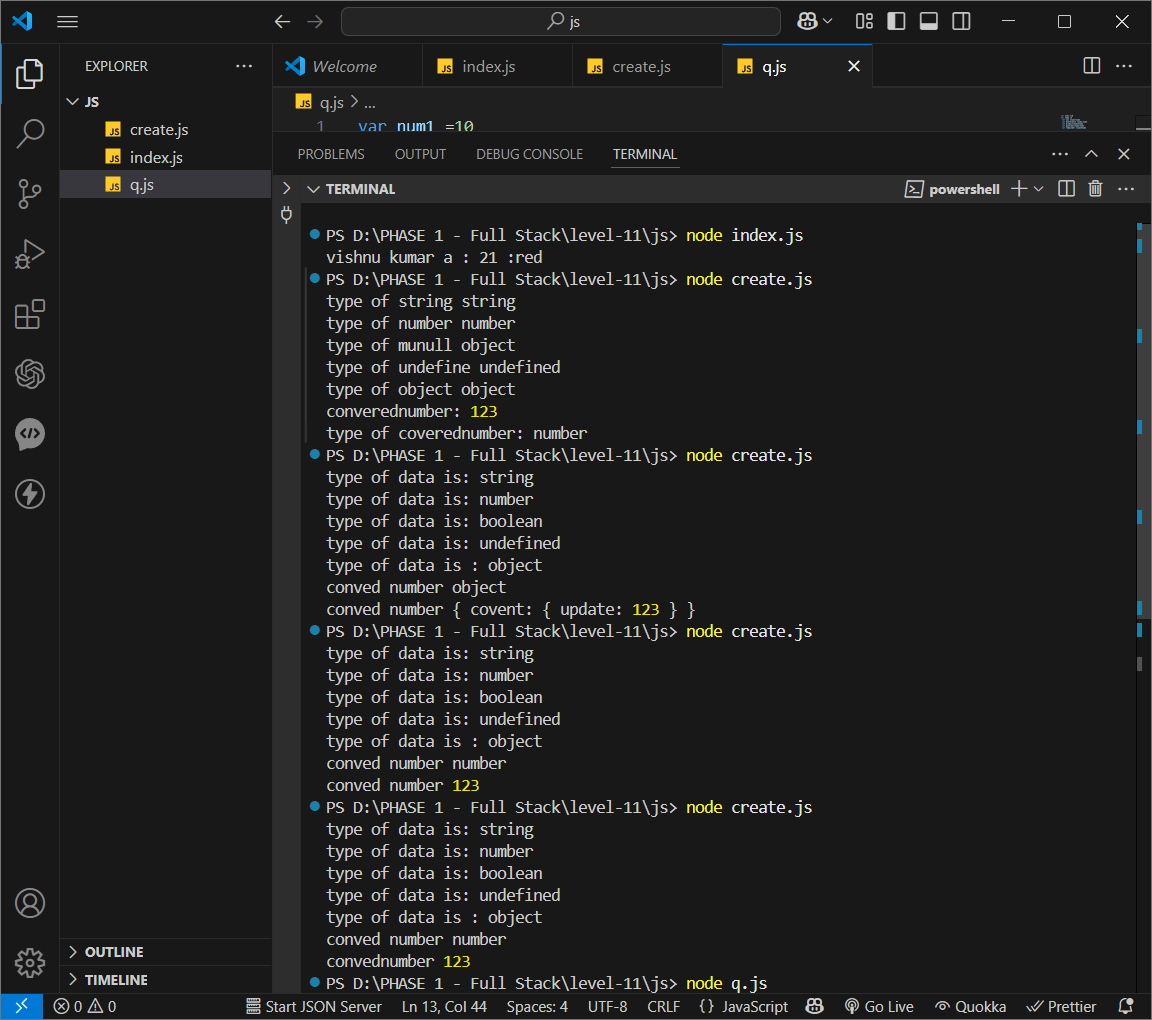 js
EXPLORER
JS
create.js
index.js
q.js
OUTLINE
TIMELINE
Welcome
JS index.js
JS create.js
JS q.js
JS q.js > ...
1 var num1 =10
PROBLEMS OUTPUT DEBUG CONSOLE TERMINAL
TERMINAL
powershell
PS D:\PHASE 1 - Full Stack\level-11\js> node index.js
vishnu kumar a : 21 :red
PS D:\PHASE 1 - Full Stack\level-11\js> node create.js
type of string string
type of number number
type of munull object
type of undefine undefined
type of object object
converednumber: 123
type of coverednumber: number
PS D:\PHASE 1 - Full Stack\level-11\js> node create.js
type of data is: string
type of data is: number
type of data is: boolean
type of data is: undefined
type of data is : object
conved number object
conved number { covent: { update: 123 } }
PS D:\PHASE 1 - Full Stack\level-11\js> node create.js
type of data is: string
type of data is: number
type of data is: boolean
type of data is: undefined
type of data is : object
conved number number
conved number 123
PS D:\PHASE 1 - Full Stack\level-11\js> node create.js
type of data is: string
type of data is: number
type of data is: boolean
type of data is: undefined
type of data is : object
conved number number
convednumber 123
PS D:\PHASE 1 - Full Stack\level-11\js> node q.js
0 0 Start JSON Server Ln 13, Col 44 Spaces: 4 UTF-8 CRLF {} JavaScript Go Live Quokka Prettier